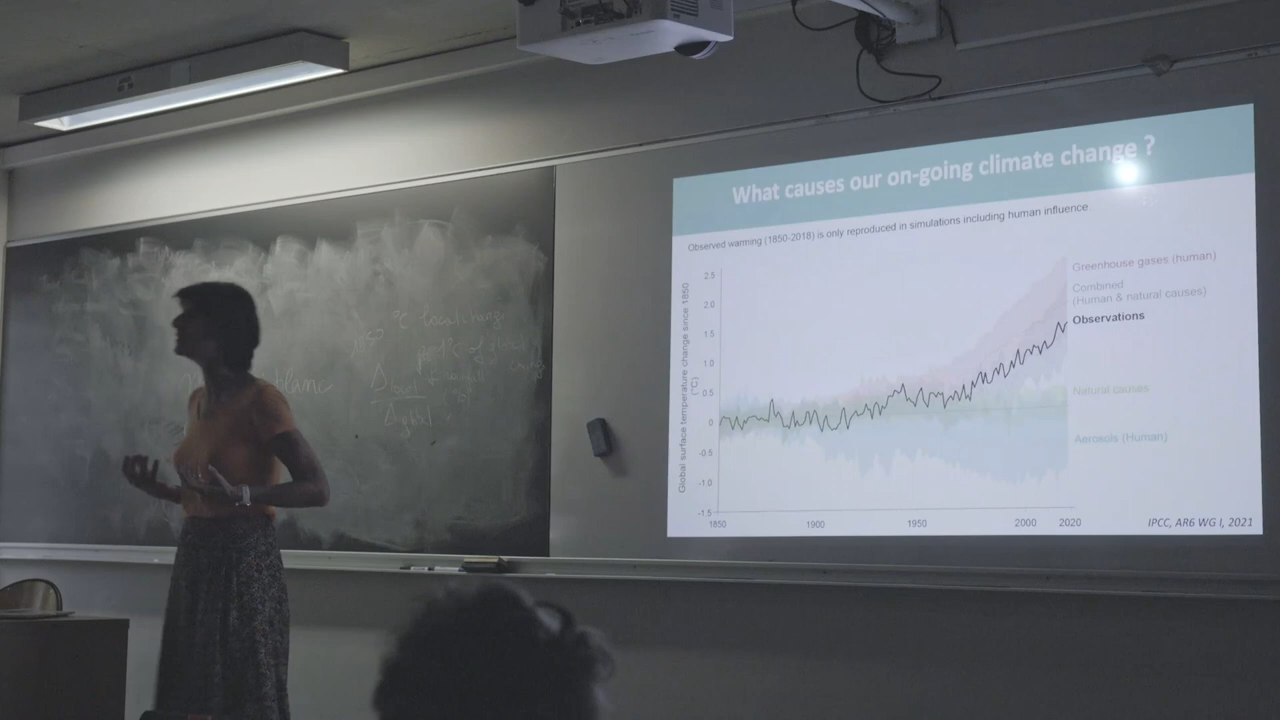 What causes our on-going climate change ?
Observed warming (1850-2018) is only reproduced in simulations including human influence
Global surface temperature change since 1850
(°C)
2.5
2.0
1.5
1.0
0.5
0
-0.5
-1.0
-1.5
1850
1900
1950
2000
2020
Greenhouse gases (human)
Combined
(Human & natural causes)
Observations
Natural causes
Aerosols (Human)
IPCC, AR6 WG I, 2021
°C local
blanc
Δ local
Δ